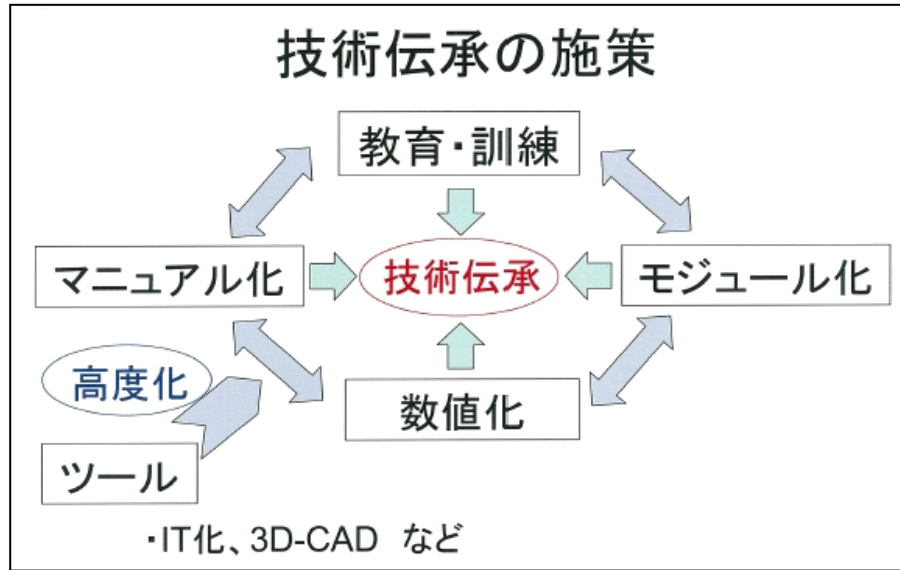 技術伝承の施策
教育・訓練
マニュアル化
技術伝承
モジュール化
高度化
数値化
ツール
・IT化、3D-CAD など